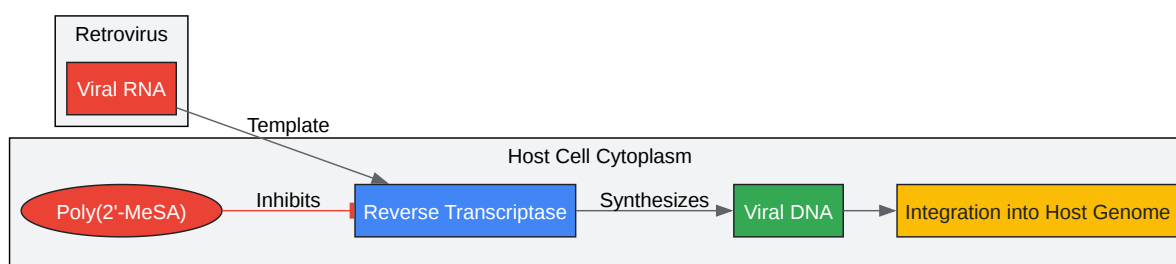 Retrovirus
Viral RNA
Template
Host Cell Cytoplasm
Poly(2'-MeSA)
Inhibits
Reverse Transcriptase
Synthesizes
Viral DNA
Integration into Host Genome